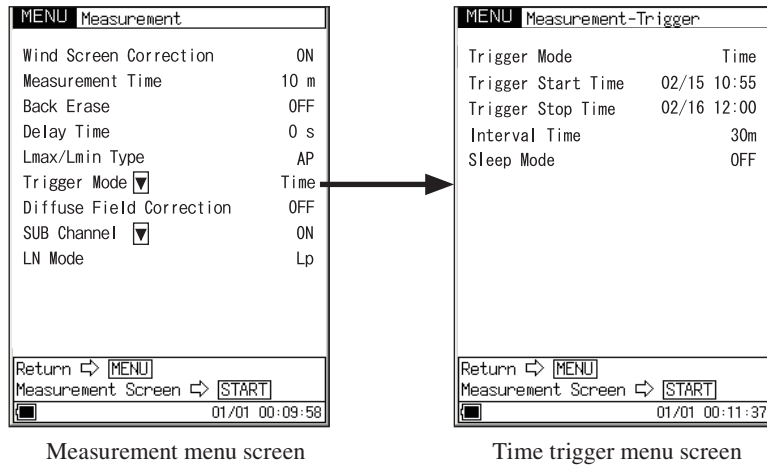 MENU Measurement
Wind Screen Correction ON
Measurement Time 10 m
Back Erase OFF
Delay Time 0 s
Lmax/Lmin Type AP
Trigger Mode ▼ Time
Diffuse Field Correction OFF
SUB Channel ▼ ON
LN Mode Lp
Return ⇨ MENU
Measurement Screen ⇨ START
01/01 00:09:58
Measurement menu screen
MENU Measurement-Trigger
Trigger Mode Time
Trigger Start Time 02/15 10:55
Trigger Stop Time 02/16 12:00
Interval Time 30m
Sleep Mode OFF
Return ⇨ MENU
Measurement Screen ⇨ START
01/01 00:11:37
Time trigger menu screen